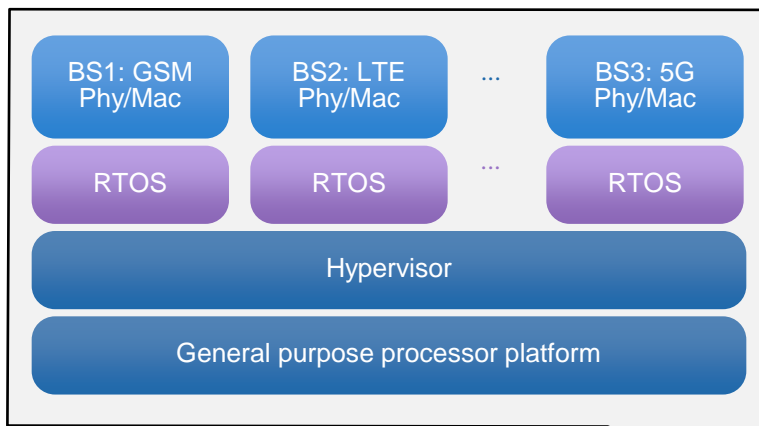 BS1: GSM
Phy/Mac
BS2: LTE
Phy/Mac
...
BS3: 5G
Phy/Mac
RTOS
RTOS
...
RTOS
Hypervisor
General purpose processor platform